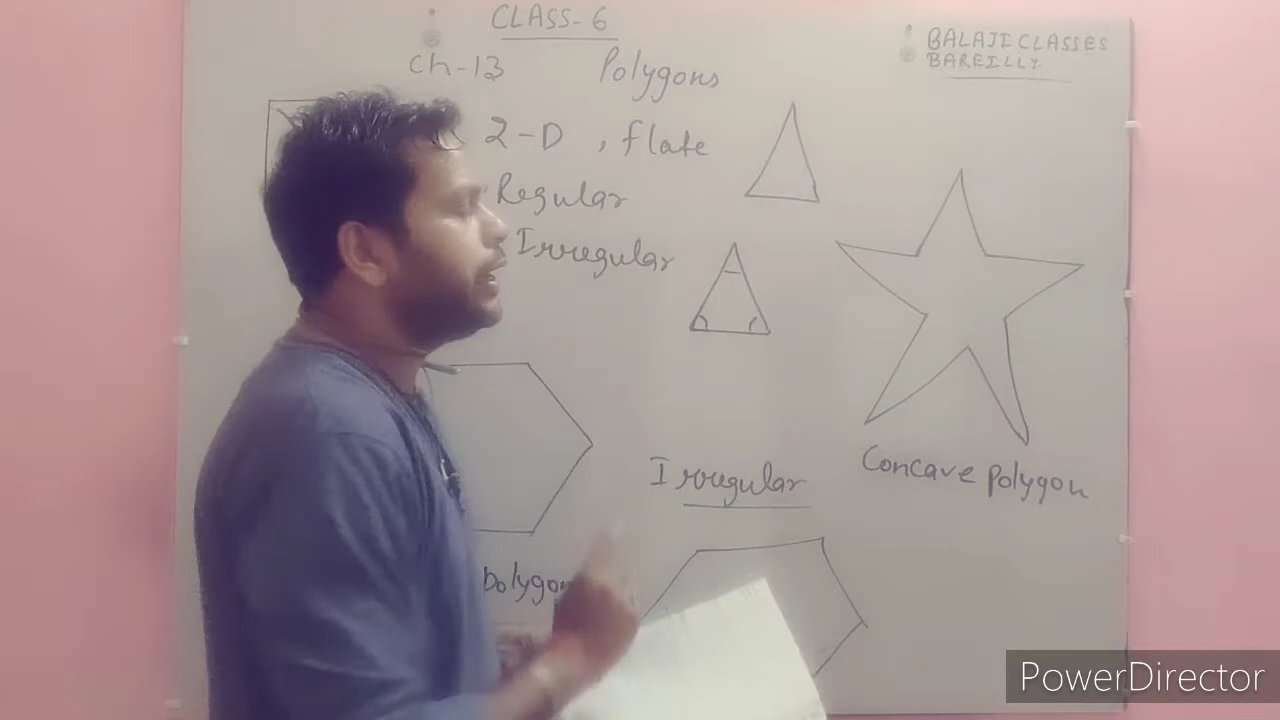 CLASS-6
BALAJI CLASSES
BAREILLY
Ch-13 Polygons
2-D , flate
Regular
Irregular
Irregular
Concave polygon
Polygon
PowerDirector